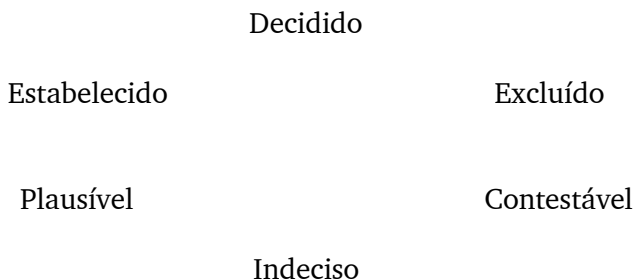 Decidido
Estabelecido Excluído
Plausível Contestável
Indeciso